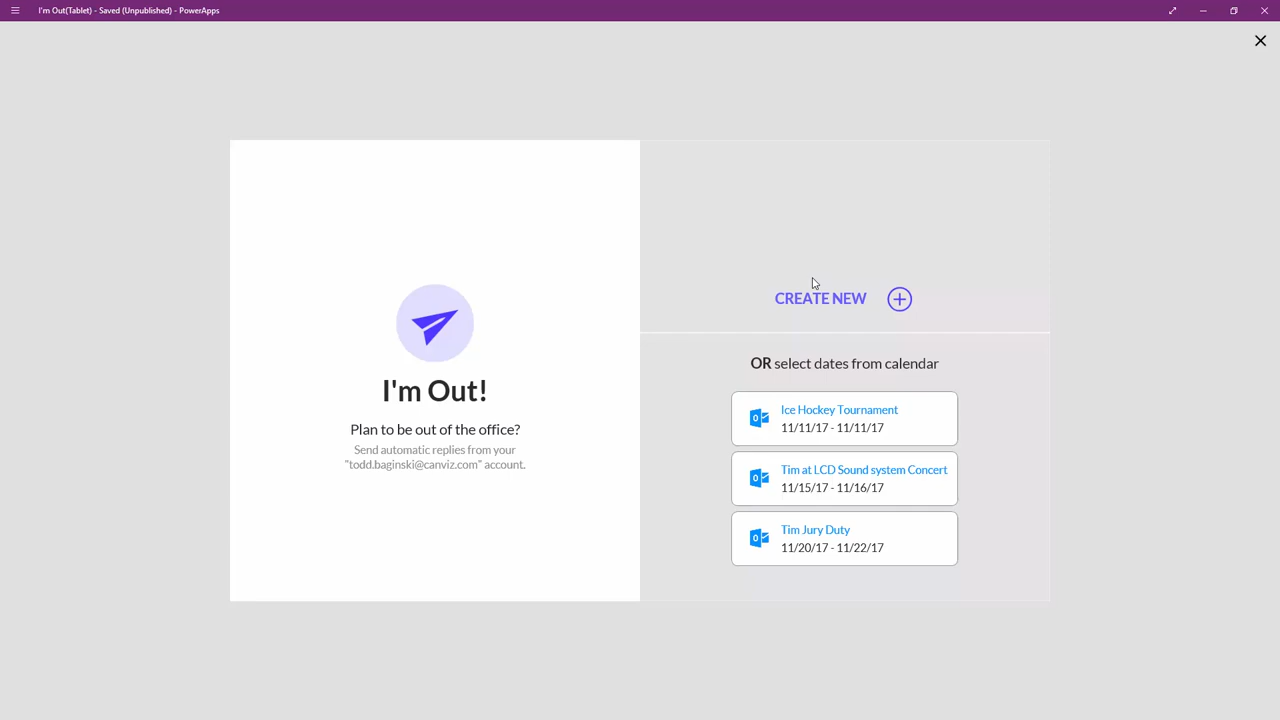 I'm Out(Tablet) - Saved (Unpublished) - PowerApps
I'm Out!
Plan to be out of the office?
Send automatic replies from your
"todd.baginski@canviz.com" account.
CREATE NEW
OR select dates from calendar
Ice Hockey Tournament
11/11/17 - 11/11/17
Tim at LCD Sound system Concert
11/15/17 - 11/16/17
Tim Jury Duty
11/20/17 - 11/22/17